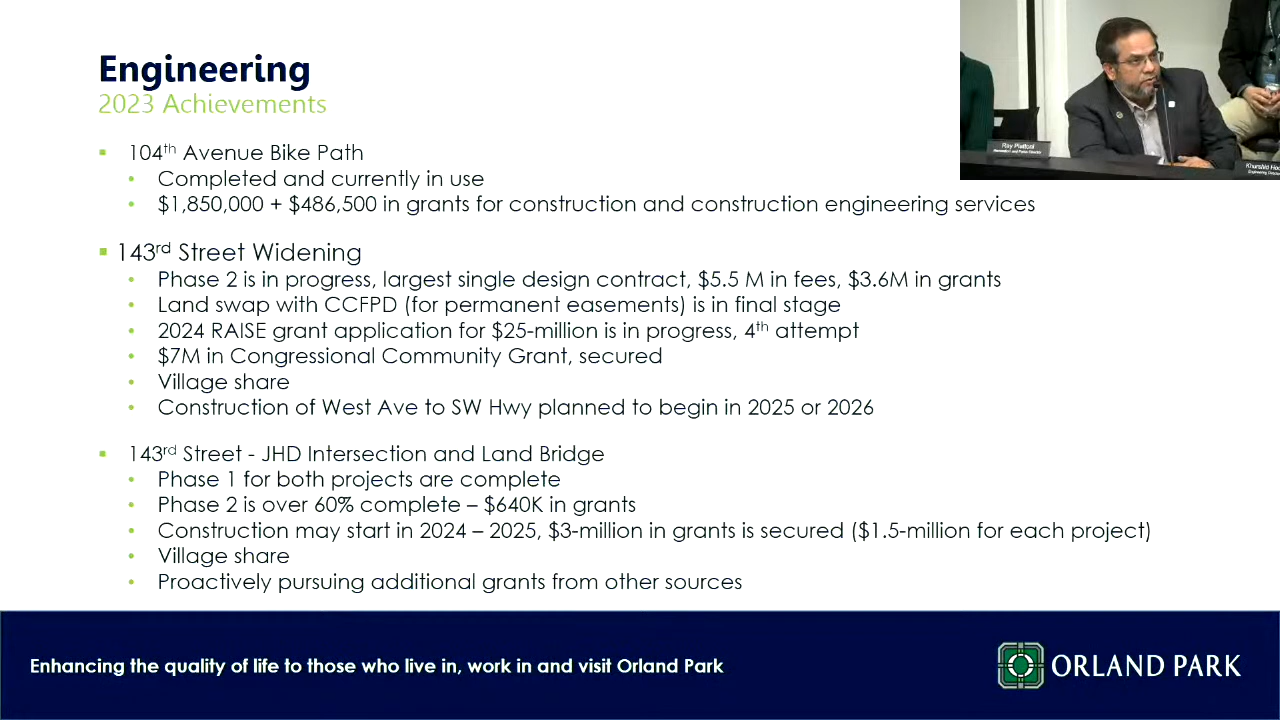 Engineering
2023 Achievements
104th Avenue Bike Path
Completed and currently in use
$1,850,000 + $486,500 in grants for construction and construction engineering services
143rd Street Widening
Phase 2 is in progress, largest single design contract, $5.5 M in fees, $3.6M in grants
Land swap with CCFPD (for permanent easements) is in final stage
2024 RAISE grant application for $25-million is in progress, 4th attempt
$7M in Congressional Community Grant, secured
Village share
Construction of West Ave to SW Hwy planned to begin in 2025 or 2026
143rd Street - JHD Intersection and Land Bridge
Phase 1 for both projects are complete
Phase 2 is over 60% complete – $640K in grants
Construction may start in 2024 – 2025, $3-million in grants is secured ($1.5-million for each project)
Village share
Proactively pursuing additional grants from other sources
Ray Piattoni
Khurshid
Enhancing the quality of life to those who live in, work in and visit Orland Park
ORLAND PARK